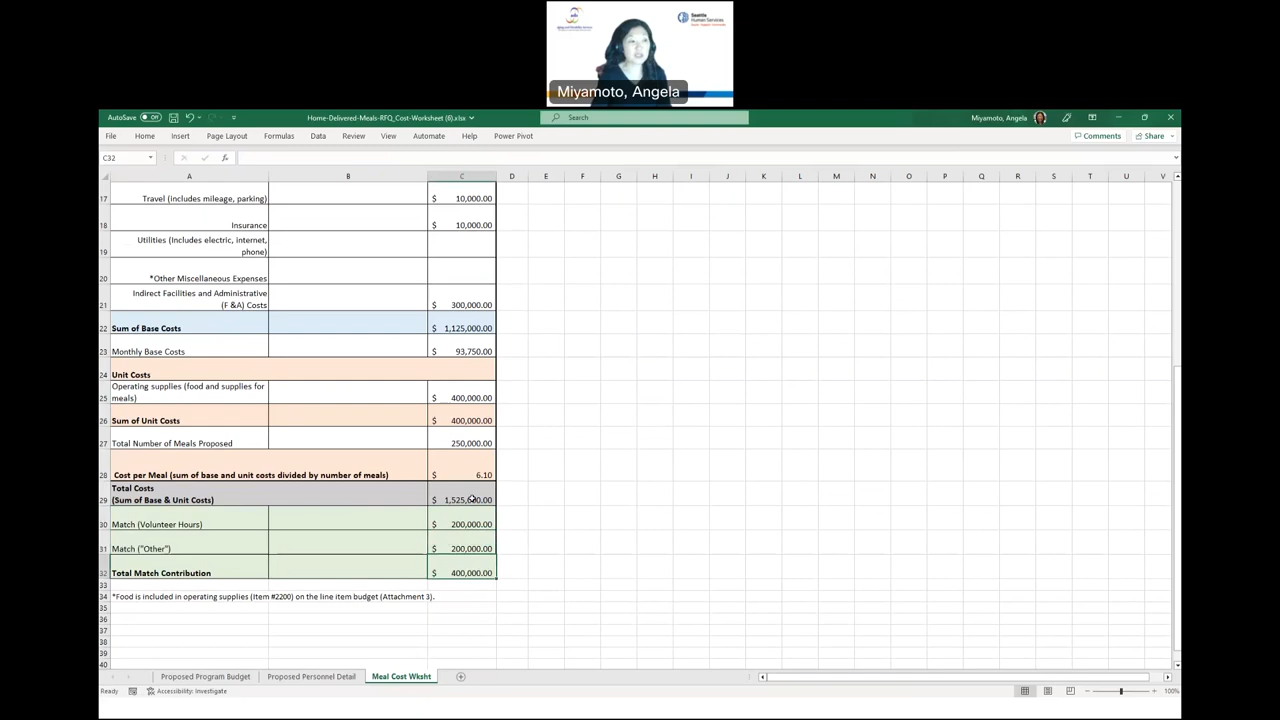 Seattle
Human Services
Miyamoto, Angela
AutoSave Off Home-Delivered-Meals-RFQ_Cost-Worksheet (6).xlsx Search Miyamoto, Angela
File Home Insert Page Layout Formulas Data Review View Automate Help Power Pivot Comments Share
C32 fx
A B C D E F G H I J K L M N O P Q R S T U V
17 Travel (includes mileage, parking) $ 10,000.00
18 Insurance $ 10,000.00
Utilities (Includes electric, internet,
19 phone)
20 *Other Miscellaneous Expenses
Indirect Facilities and Administrative
21 (F &A) Costs $ 300,000.00
22 Sum of Base Costs $ 1,125,000.00
23 Monthly Base Costs $ 93,750.00
24 Unit Costs
Operating supplies (food and supplies for
25 meals) $ 400,000.00
26 Sum of Unit Costs $ 400,000.00
27 Total Number of Meals Proposed 250,000.00
28 Cost per Meal (sum of base and unit costs divided by number of meals) $ 6.10
Total Costs
29 (Sum of Base & Unit Costs) $ 1,525,000.00
30 Match (Volunteer Hours) $ 200,000.00
31 Match ("Other") $ 200,000.00
32 Total Match Contribution $ 400,000.00
33
34 *Food is included in operating supplies (Item #2200) on the line item budget (Attachment 3).
35
36
37
38
39
40
Proposed Program Budget Proposed Personnel Detail Meal Cost Wksht
Ready Accessibility: Investigate 100%